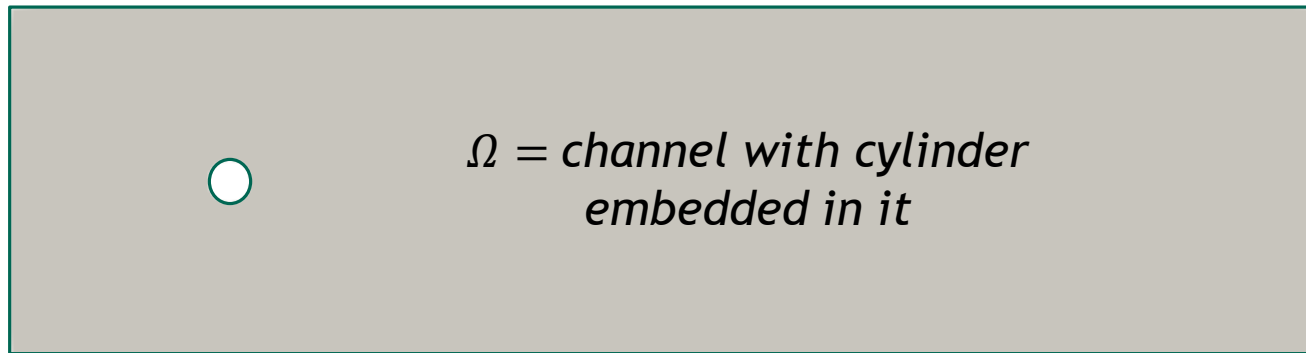 Ω = channel with cylinder
embedded in it